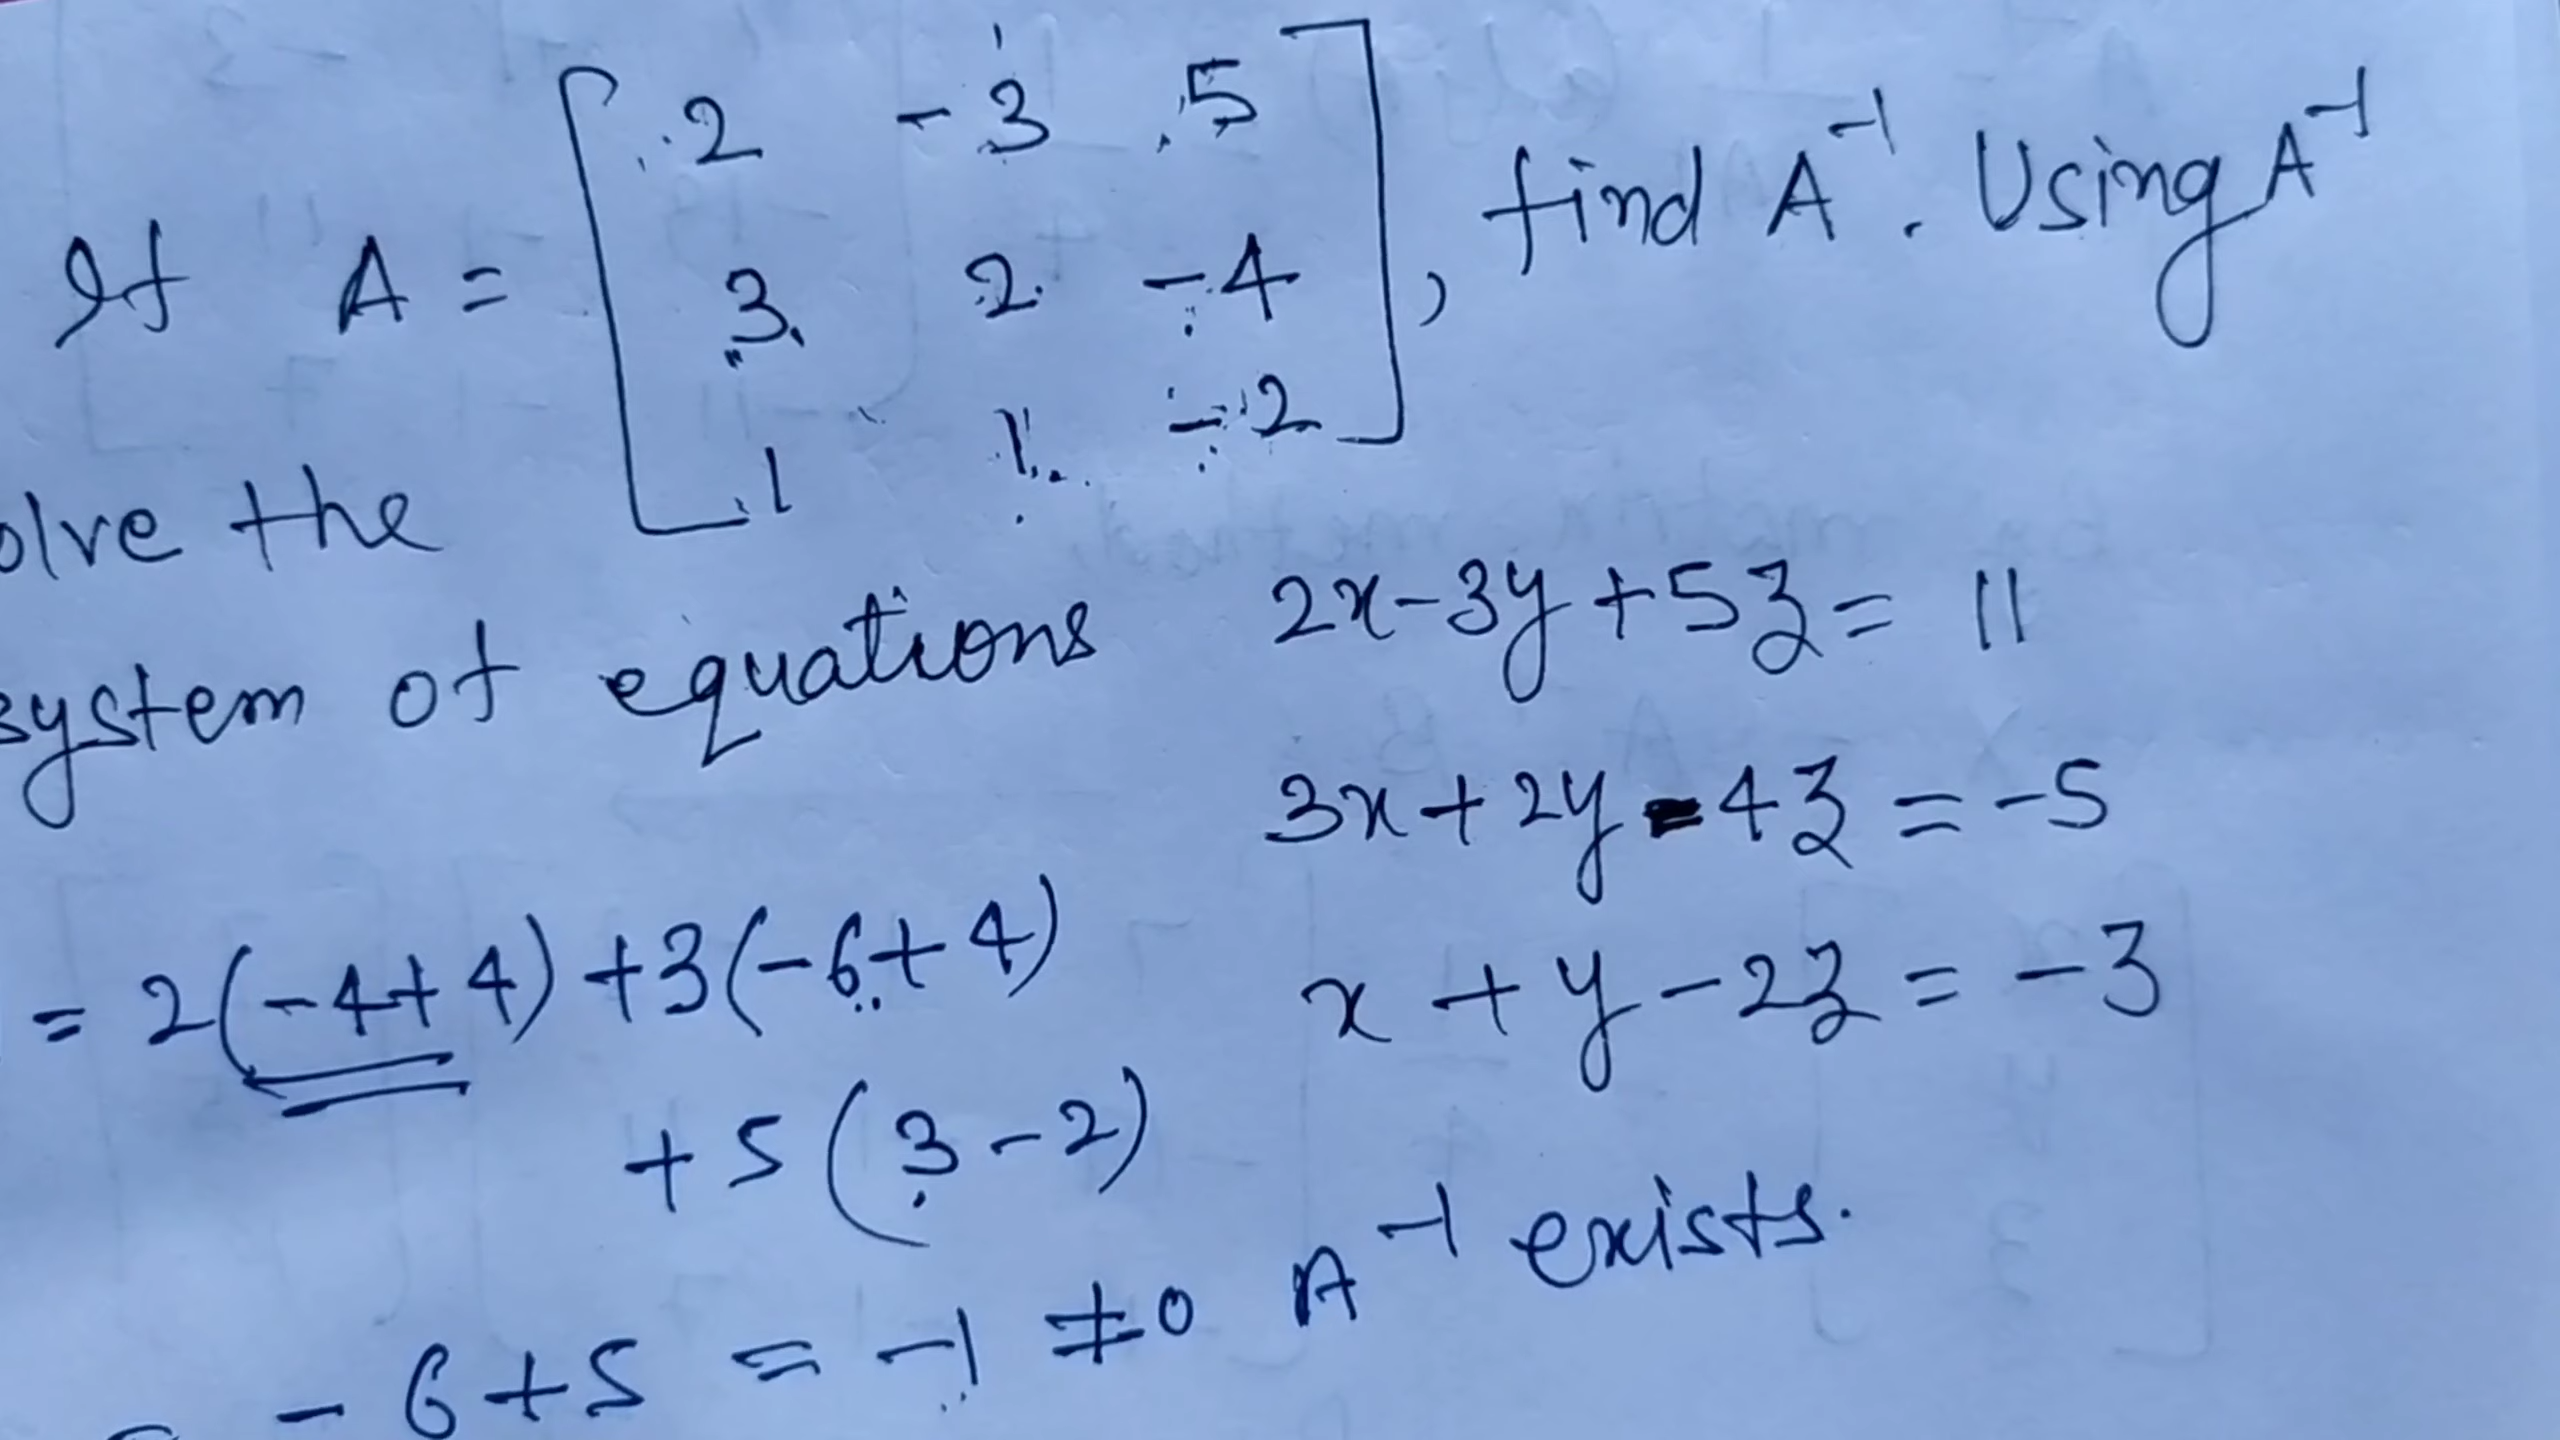 If A = [ 2 -3 5
3 2 -4
1 1 -2 ], find A⁻¹. Using A⁻¹
olve the
system of equations 2x-3y+5z = 11
3x+2y-4z = -5
x+y-2z = -3
= 2(-4+4)+3(-6+4)
+5(3-2)
-6+5 = -1 ≠0 A⁻¹ exists.